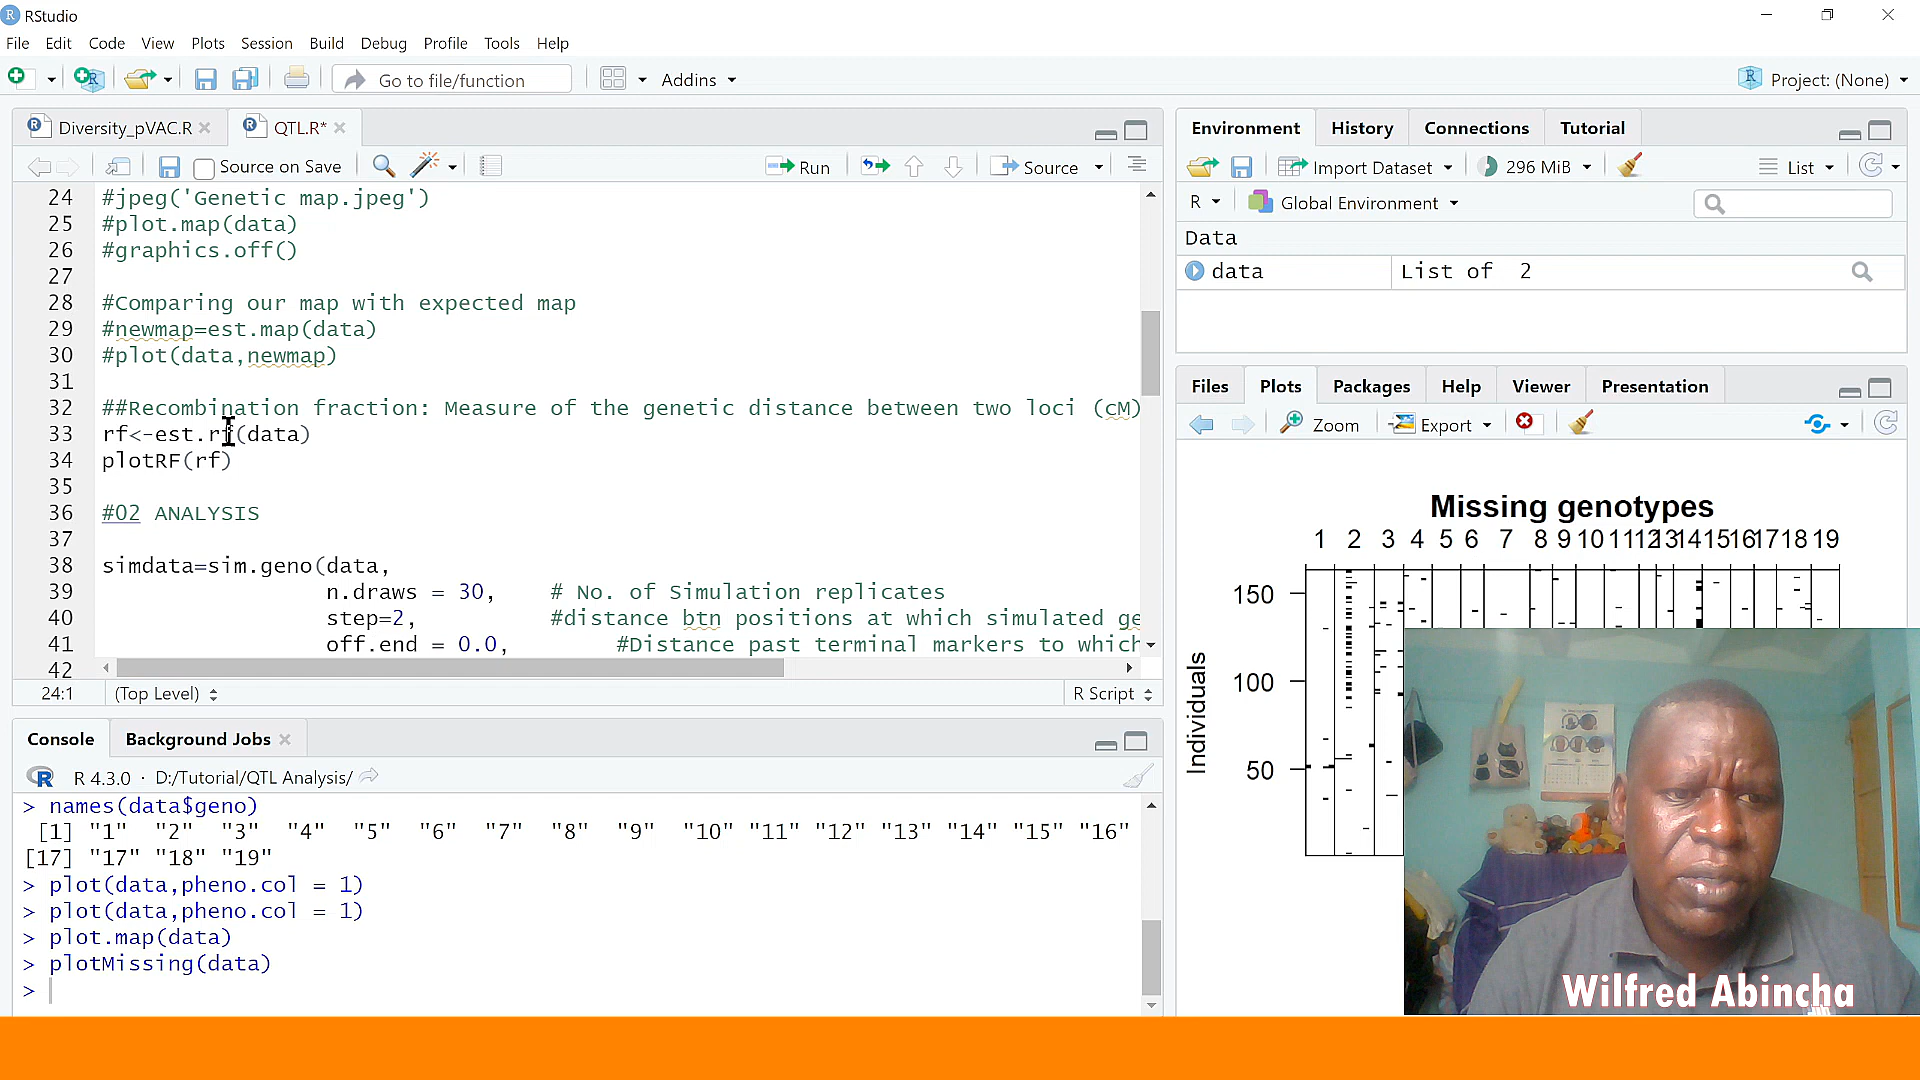 RStudio
File Edit Code View Plots Session Build Debug Profile Tools Help
Go to file/function Addins Project: (None)
Diversity_pVAC.R QTL.R*
Source on Save Run Source
24 #jpeg('Genetic map.jpeg')
25 #plot.map(data)
26 #graphics.off()
27
28 #Comparing our map with expected map
29 #newmap=est.map(data)
30 #plot(data,newmap)
31
32 ##Recombination fraction: Measure of the genetic distance between two loci (cM)
33 rf<-est.rf(data)
34 plotRF(rf)
35
36 #02 ANALYSIS
37
38 simdata=sim.geno(data,
39 n.draws = 30, # No. of Simulation replicates
40 step=2, #distance btn positions at which simulated ge
41 off.end = 0.0, #Distance past terminal markers to which
42
24:1 (Top Level) R Script
Console Background Jobs
R 4.3.0 · D:/Tutorial/QTL Analysis/
> names(data$geno)
[1] "1" "2" "3" "4" "5" "6" "7" "8" "9" "10" "11" "12" "13" "14" "15" "16"
[17] "17" "18" "19"
> plot(data,pheno.col = 1)
> plot(data,pheno.col = 1)
> plot.map(data)
> plotMissing(data)
>
Environment History Connections Tutorial
Import Dataset 296 MiB List
R Global Environment
Data
data List of 2
Files Plots Packages Help Viewer Presentation
Zoom Export
Missing genotypes
1 2 3 4 5 6 7 8 9 10 11 12 13 14 15 16 17 18 19
150
100
50
Individuals
Wilfred Abincha